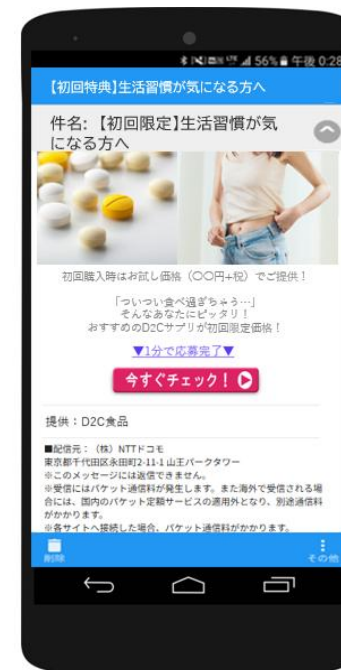 56% 午後 0:28
【初回特典】生活習慣が気になる方へ
件名: 【初回限定】生活習慣が気
になる方へ
初回購入時はお試し価格（〇〇円+税）でご提供！
「ついつい食べ過ぎちゃう…」
そんなあなたにピッタリ！
おすすめのD2Cサプリが初回限定価格！
▼1分で応募完了▼
今すぐチェック！
提供：D2C食品
■配信元：（株）NTTドコモ
東京都千代田区永田町2-11-1 山王パークタワー
※このメッセージには返信できません。
※受信にはパケット通信料が発生します。また海外で受信される場
合には、国内のパケット定額サービスの適用外となり、別途通信料
がかかります。
※各サイトへ接続した場合、パケット通信料がかかります。
削除
その他